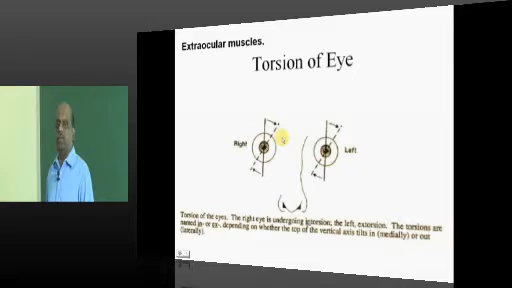 Extraocular muscles.
Torsion of Eye
Right
Left
Torsion of the eyes. The right eye is undergoing intorsion; the left, extorsion. The torsions are
named in- or ex-, depending on whether the top of the vertical axis tilts in (medially) or out
(laterally).